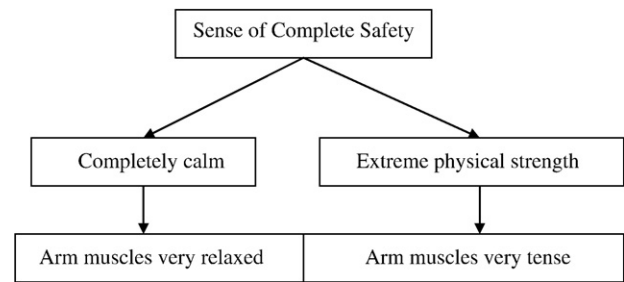 Sense of Complete Safety
Completely calm
Extreme physical strength
Arm muscles very relaxed
Arm muscles very tense